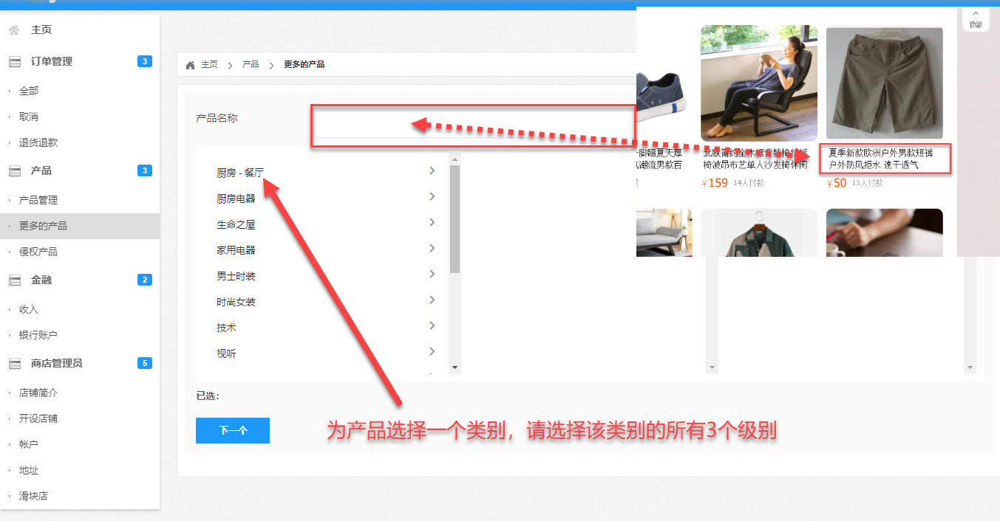 主页
订单管理
3
全部
取消
退货退款
产品
3
产品管理
更多的产品
侵权产品
金融
2
收入
银行账户
商店管理员
5
店铺简介
开设店铺
帐户
地址
滑块店
主页
产品
更多的产品
产品名称
厨房 - 餐厅
厨房电器
生命之屋
家用电器
男士时装
时尚女装
技术
视听
已选:
下一个
为产品选择一个类别，请选择该类别的所有3个级别
顶部
脚踏夏天厚
潮流男款百
北欧简约全木框背躺椅摇摇
椅波昂布艺单人沙发椅休闲
￥159 14人付款
夏季新款欧洲户外男款短裤
户外防风拒水 速干透气
￥50 15人付款